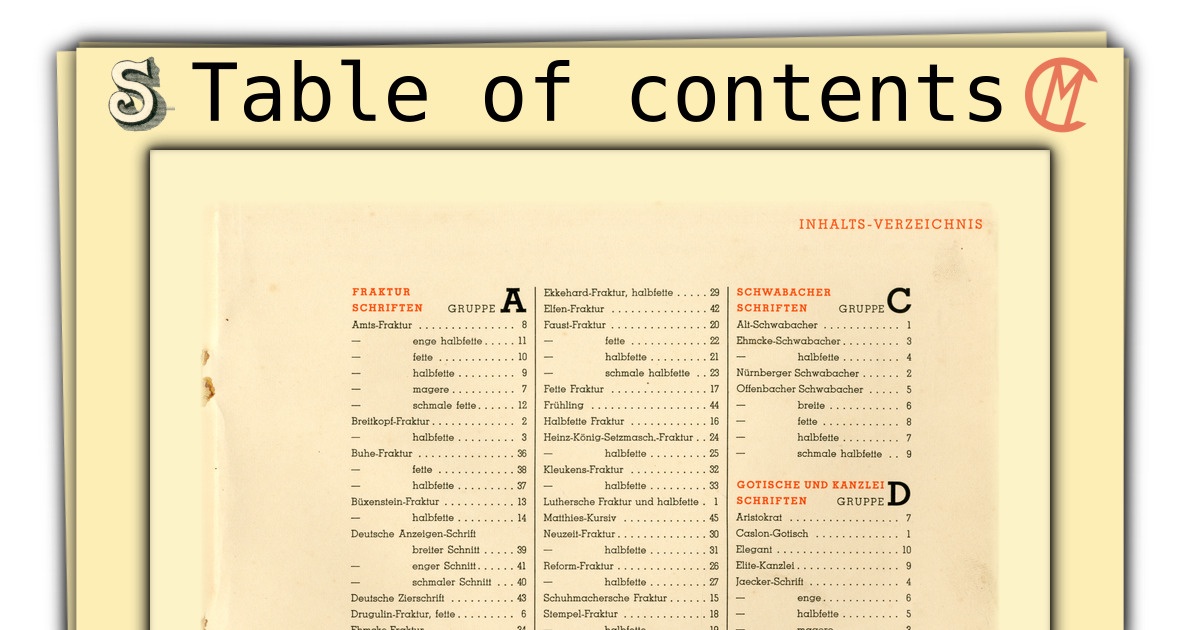 S Table of contents CM
INHALTS-VERZEICHNIS
FRAKTUR
SCHRIFTEN GRUPPE A
Amts-Fraktur . . . . . . . . . . 8
— enge halbfette . . . . . 11
— fette . . . . . . . . . 10
— halbfette . . . . . . . . . 9
— magere . . . . . . . . . . 7
— schmale fette . . . . . . 12
Breitkopf-Fraktur . . . . . . . . . 2
— halbfette . . . . . . . . . 3
Buhe-Fraktur . . . . . . . . . . 36
— fette . . . . . . . . . 38
— halbfette . . . . . . . . . 37
Büxenstein-Fraktur . . . . . . . . 13
— halbfette . . . . . . . . . 14
Deutsche Anzeigen-Schrift
breiter Schnitt . . . . . 39
— enger Schnitt . . . . . . 41
— schmaler Schnitt . . . 40
Deutsche Zierschrift . . . . . . . 43
Drugulin-Fraktur, fette . . . . . . 6
Ekkehard-Fraktur, halbfette . . . . . 29
Elfen-Fraktur . . . . . . . . . . 42
Faust-Fraktur . . . . . . . . . . 20
— fette . . . . . . . . . 22
— halbfette . . . . . . . . . 21
— schmale halbfette . . 23
Fette Fraktur . . . . . . . . . . 17
Frühling . . . . . . . . . . . . 44
Halbfette Fraktur . . . . . . . . 16
Heinz-König-Setzmasch.-Fraktur . . 24
— halbfette . . . . . . . . . 25
Kleukens-Fraktur . . . . . . . . 32
— halbfette . . . . . . . . . 33
Luthersche Fraktur und halbfette . 1
Matthies-Kursiv . . . . . . . . . 45
Neuzeit-Fraktur . . . . . . . . . 30
— halbfette . . . . . . . . . 31
Reform-Fraktur . . . . . . . . . 26
— halbfette . . . . . . . . . 27
Schuhmachersche Fraktur . . . . . 15
Stempel-Fraktur . . . . . . . . . 18
SCHWABACHER
SCHRIFTEN GRUPPE C
Alt-Schwabacher . . . . . . . . . 1
Ehmcke-Schwabacher . . . . . . . 3
— halbfette . . . . . . . . . 4
Nürnberger Schwabacher . . . . . . 2
Offenbacher Schwabacher . . . . . 5
— breite . . . . . . . . . 6
— fette . . . . . . . . . 8
— halbfette . . . . . . . . . 7
— schmale halbfette . . 9
GOTISCHE UND KANZLEI
SCHRIFTEN GRUPPE D
Aristokrat . . . . . . . . . . . 7
Caslon-Gotisch . . . . . . . . . 1
Elegant . . . . . . . . . . . . 10
Elite-Kanzlei . . . . . . . . . . 9
Jaecker-Schrift . . . . . . . . . 4
— enge . . . . . . . . . . 6
— halbfette . . . . . . . . . 5